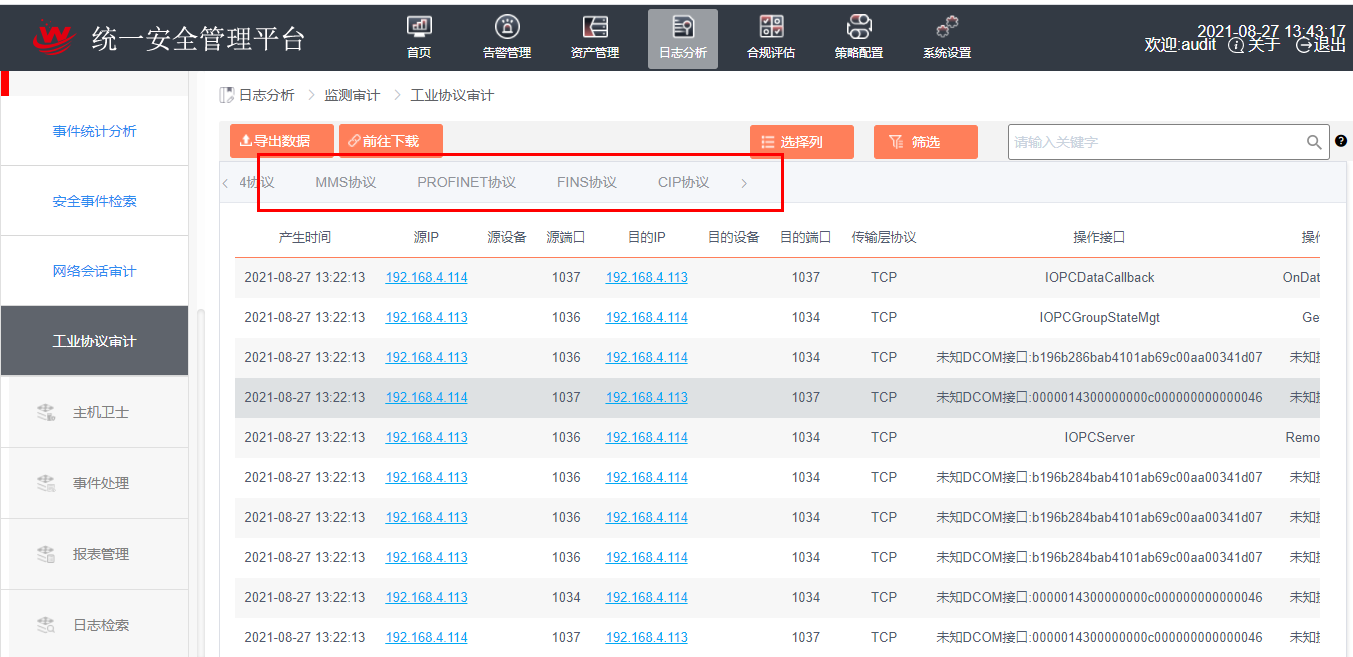 统一安全管理平台
首页
告警管理
资产管理
日志分析
合规评估
策略配置
系统设置
2021-08-27 13:43:17
欢迎:audit 关于 退出
事件统计分析
安全事件检索
网络会话审计
工业协议审计
主机卫士
事件处理
报表管理
日志检索
日志分析 > 监测审计 > 工业协议审计
导出数据 前往下载 选择列 筛选 请输入关键字
4协议 MMS协议 PROFINET协议 FINS协议 CIP协议
产生时间 源IP 源设备 源端口 目的IP 目的设备 目的端口 传输层协议 操作接口 操作
2021-08-27 13:22:13 192.168.4.114 1037 192.168.4.113 1037 TCP IOPCDataCallback OnDat
2021-08-27 13:22:13 192.168.4.113 1036 192.168.4.114 1034 TCP IOPCGroupStateMgt Ge
2021-08-27 13:22:13 192.168.4.113 1036 192.168.4.114 1034 TCP 未知DCOM接口:b196b286bab4101ab69c00aa00341d07 未知接
2021-08-27 13:22:13 192.168.4.114 1037 192.168.4.113 1037 TCP 未知DCOM接口:0000014300000000c000000000000046 未知接
2021-08-27 13:22:13 192.168.4.113 1036 192.168.4.114 1034 TCP IOPCServer Remo
2021-08-27 13:22:13 192.168.4.113 1036 192.168.4.114 1034 TCP 未知DCOM接口:b196b284bab4101ab69c00aa00341d07 未知接
2021-08-27 13:22:13 192.168.4.113 1036 192.168.4.114 1034 TCP 未知DCOM接口:b196b284bab4101ab69c00aa00341d07 未知接
2021-08-27 13:22:13 192.168.4.113 1036 192.168.4.114 1034 TCP 未知DCOM接口:b196b284bab4101ab69c00aa00341d07 未知接
2021-08-27 13:22:13 192.168.4.113 1034 192.168.4.114 1034 TCP 未知DCOM接口:0000014300000000c000000000000046 未知接
2021-08-27 13:22:13 192.168.4.114 1037 192.168.4.113 1037 TCP 未知DCOM接口:0000014300000000c000000000000046 未知接